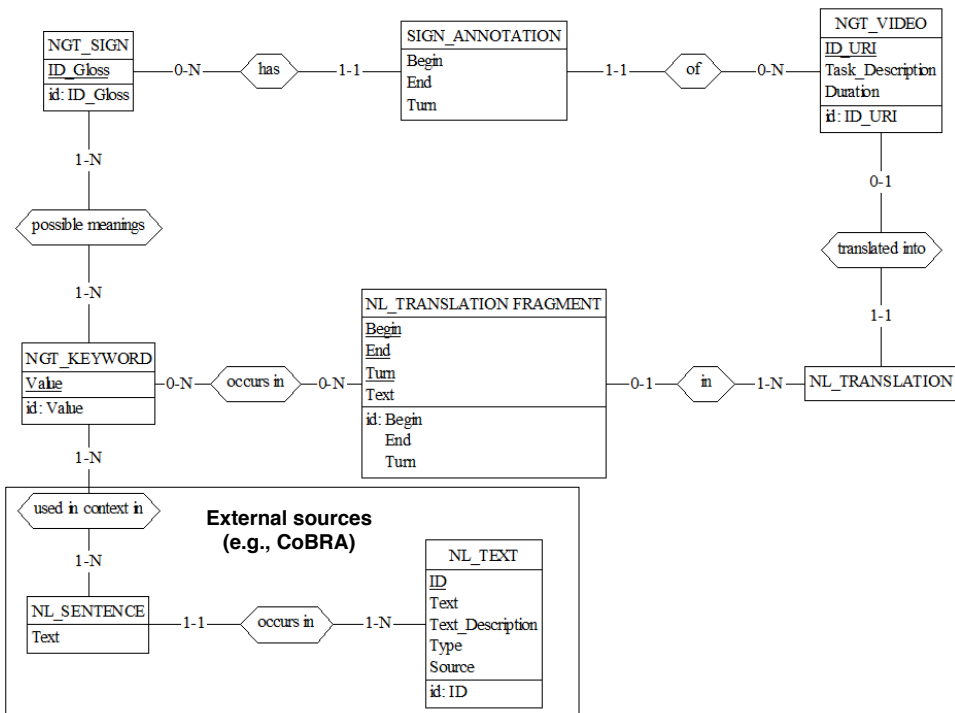 NGT_SIGN
ID_Gloss
id: ID_Gloss
0-N
has
1-1
SIGN_ANNOTATION
Begin
End
Turn
1-1
of
0-N
NGT_VIDEO
ID_URI
Task_Description
Duration
id: ID_URI
1-N
possible meanings
1-N
0-1
translated into
1-1
NGT_KEYWORD
Value
id: Value
0-N
occurs in
0-N
NL_TRANSLATION FRAGMENT
Begin
End
Turn
Text
id: Begin
End
Turn
0-1
in
1-N
NL_TRANSLATION
1-N
used in context in
1-N
External sources
(e.g., CoBRA)
NL_SENTENCE
Text
1-1
occurs in
1-N
NL_TEXT
ID
Text
Text_Description
Type
Source
id: ID